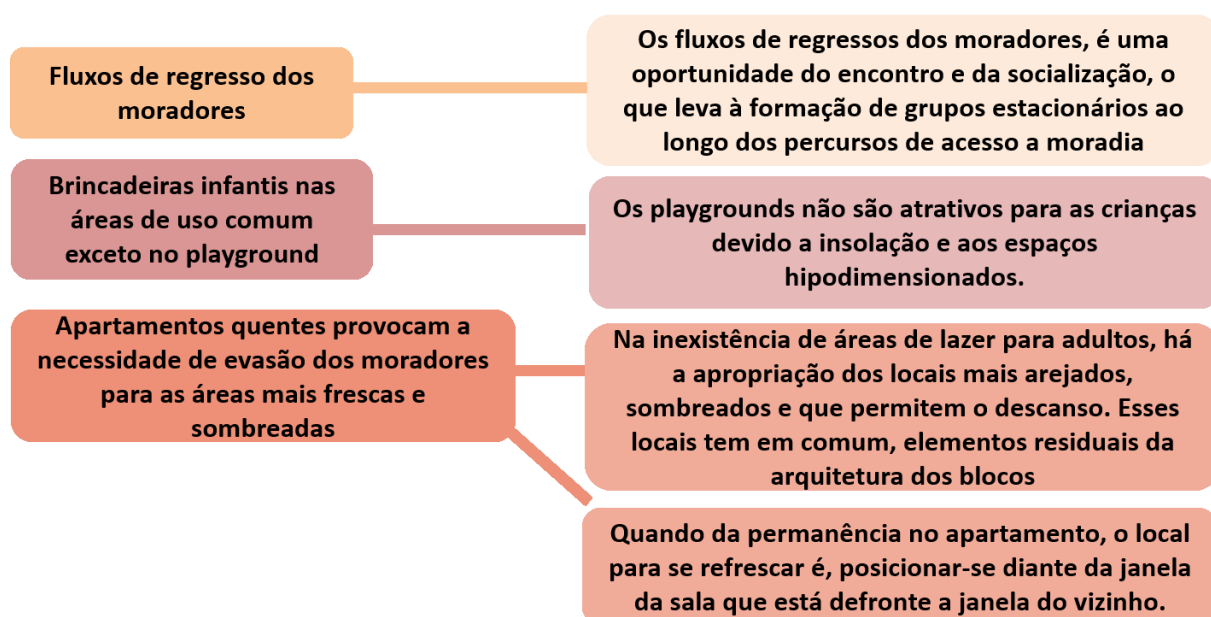 Fluxos de regresso dos
moradores
Os fluxos de regressos dos moradores, é uma
oportunidade do encontro e da socialização, o
que leva à formação de grupos estacionários ao
longo dos percursos de acesso a moradia
Brincadeiras infantis nas
áreas de uso comum
exceto no playground
Os playgrounds não são atrativos para as crianças
devido a insolação e aos espaços
hipodimensionados.
Apartamentos quentes provocam a
necessidade de evasão dos moradores
para as áreas mais frescas e
sombreadas
Na inexistência de áreas de lazer para adultos, há
a apropriação dos locais mais arejados,
sombreados e que permitem o descanso. Esses
locais tem em comum, elementos residuais da
arquitetura dos blocos
Quando da permanência no apartamento, o local
para se refrescar é, posicionar-se diante da janela
da sala que está defronte a janela do vizinho.